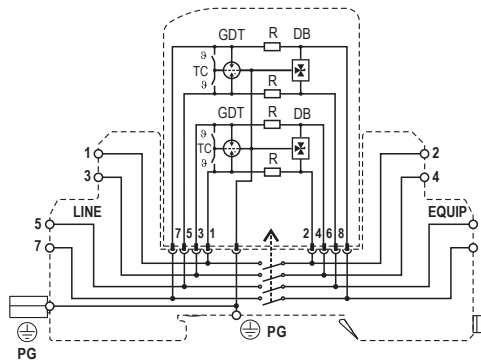 GDT R DB
ϑ
TC
ϑ
R
GDT R DB
ϑ
TC
ϑ
R
1 2
3 4
LINE EQUIP
5
7
7 5 3 1 2 4 6 8
PG
PG